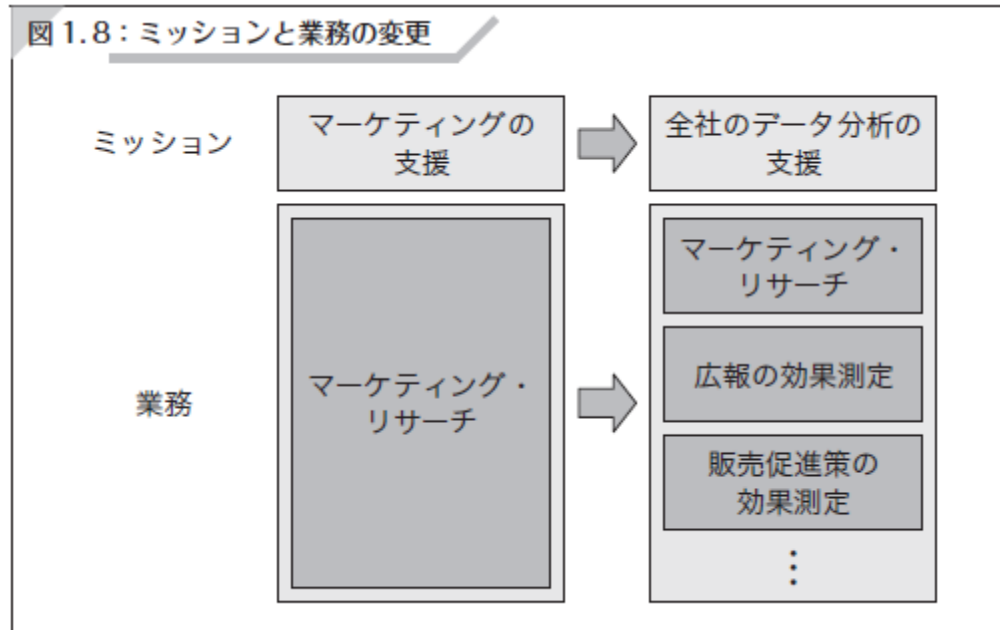 図1.8：ミッションと業務の変更
ミッション
マーケティングの
支援
全社のデータ分析の
支援
業務
マーケティング・
リサーチ
マーケティング・
リサーチ
広報の効果測定
販売促進策の
効果測定
⋮